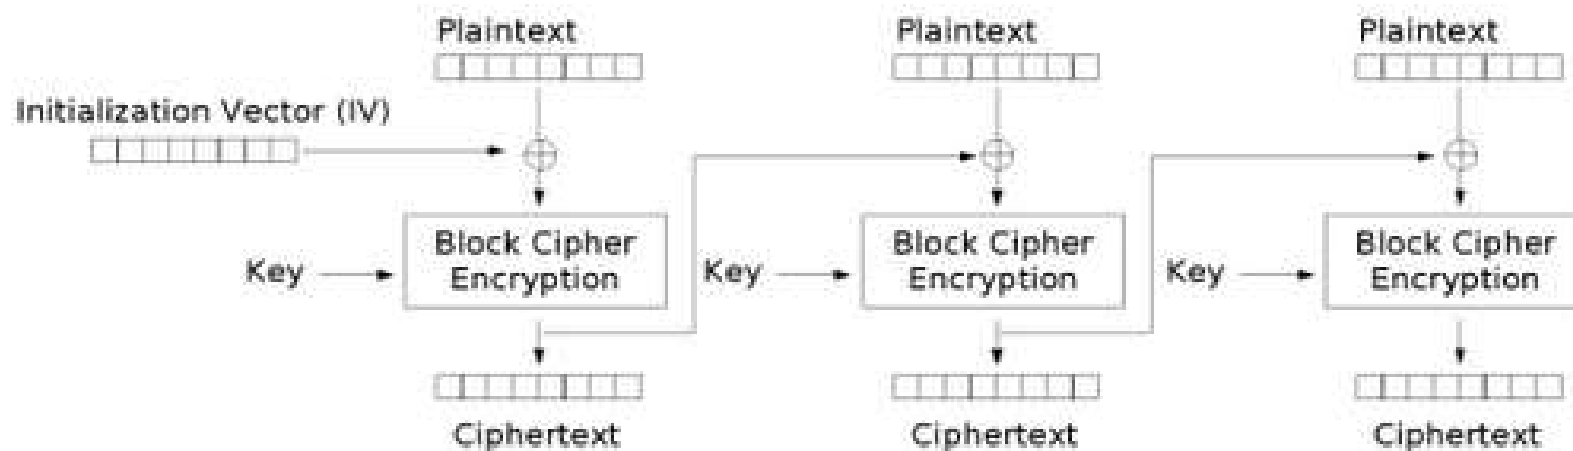 Plaintext
Plaintext
Plaintext
Initialization Vector (IV)
Key
Block Cipher
Encryption
Key
Block Cipher
Encryption
Key
Block Cipher
Encryption
Ciphertext
Ciphertext
Ciphertext